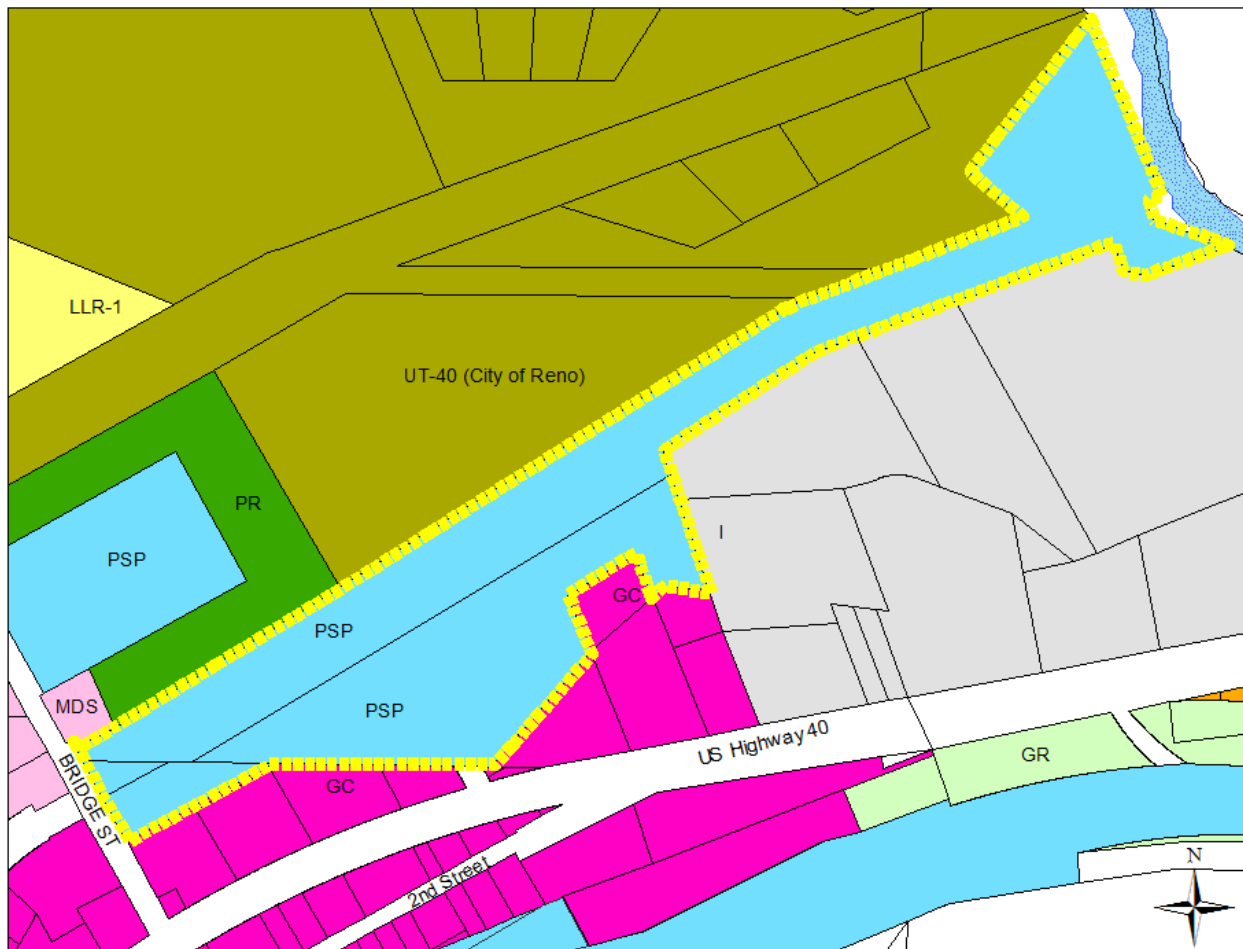 LLR-1
UT-40 (City of Reno)
PR
PSP
I
GC
PSP
MDS
PSP
US Highway 40
GR
BRIDGE ST
GC
2nd Street
N